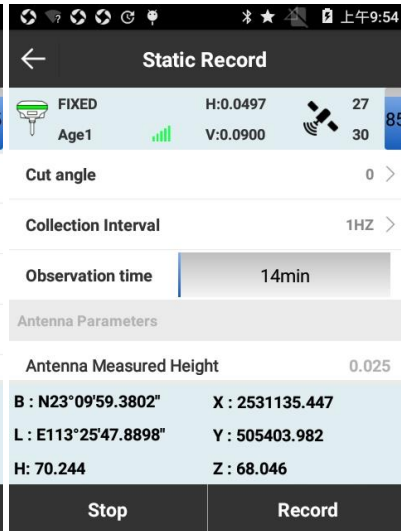 上午9:54
Static Record
FIXED H:0.0497 27
Age1 V:0.0900 30
85
Cut angle 0
Collection Interval 1HZ
Observation time 14min
Antenna Parameters
Antenna Measured Height 0.025
B : N23°09'59.3802" X : 2531135.447
L : E113°25'47.8898" Y : 505403.982
H: 70.244 Z : 68.046
Stop Record